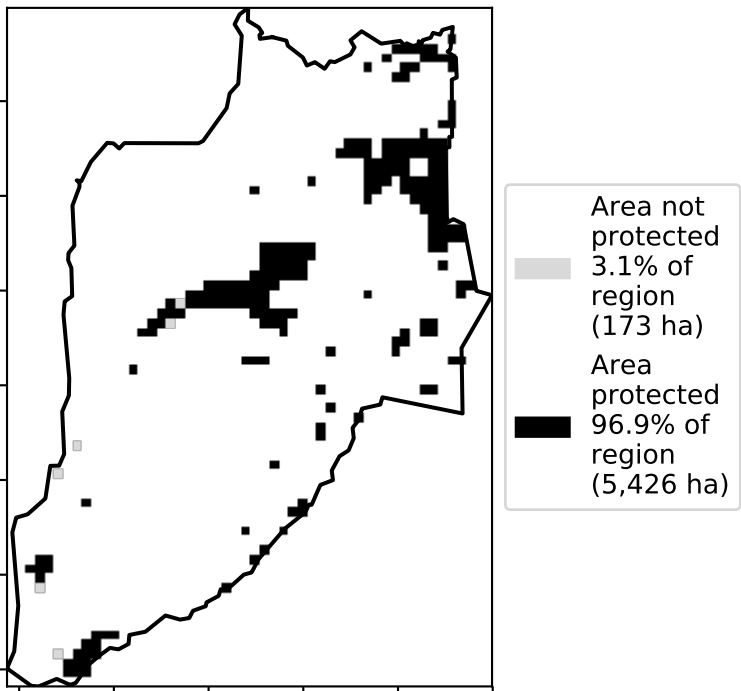 Area not
protected
3.1% of
region
(173 ha)
Area
protected
96.9% of
region
(5,426 ha)